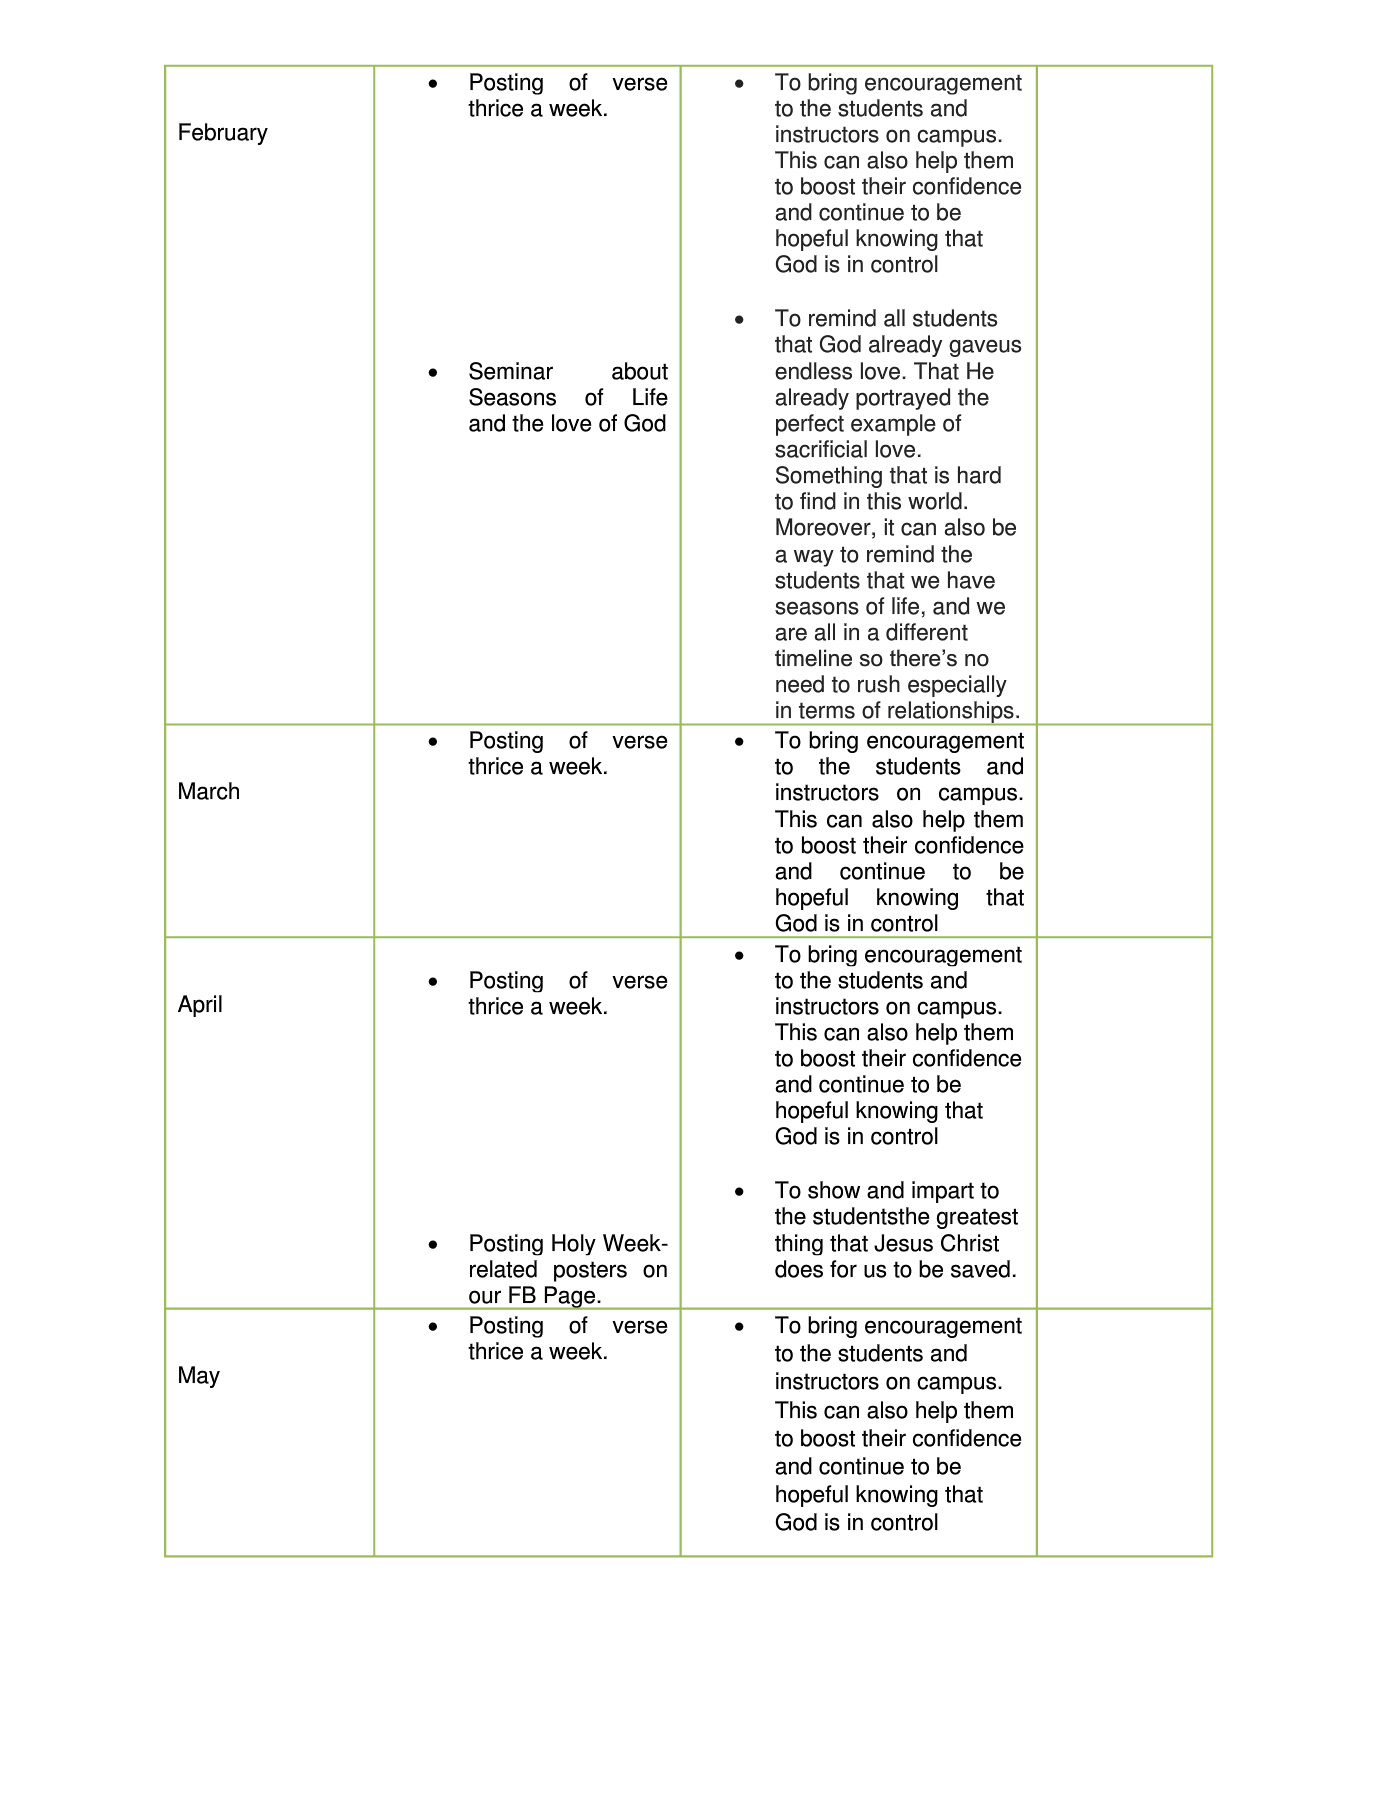 February
Posting of verse
thrice a week.
Seminar about
Seasons of Life
and the love of God
To bring encouragement
to the students and
instructors on campus.
This can also help them
to boost their confidence
and continue to be
hopeful knowing that
God is in control
To remind all students
that God already gaveus
endless love. That He
already portrayed the
perfect example of
sacrificial love.
Something that is hard
to find in this world.
Moreover, it can also be
a way to remind the
students that we have
seasons of life, and we
are all in a different
timeline so there’s no
need to rush especially
in terms of relationships.
March
Posting of verse
thrice a week.
To bring encouragement
to the students and
instructors on campus.
This can also help them
to boost their confidence
and continue to be
hopeful knowing that
God is in control
April
Posting of verse
thrice a week.
Posting Holy Week-
related posters on
our FB Page.
To bring encouragement
to the students and
instructors on campus.
This can also help them
to boost their confidence
and continue to be
hopeful knowing that
God is in control
To show and impart to
the studentsthe greatest
thing that Jesus Christ
does for us to be saved.
May
Posting of verse
thrice a week.
To bring encouragement
to the students and
instructors on campus.
This can also help them
to boost their confidence
and continue to be
hopeful knowing that
God is in control